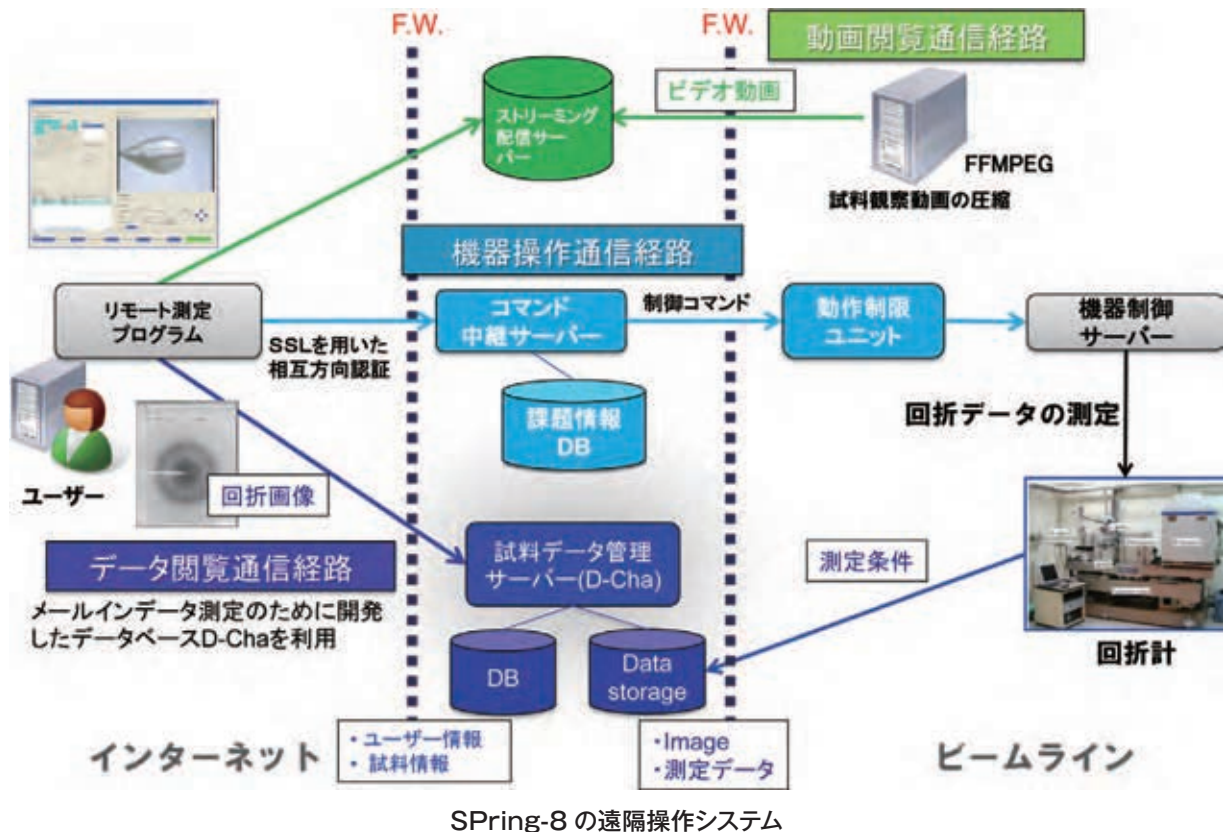 F.W.
F.W.
動画閲覧通信経路
ストリーミング
配信サー
バー
ビデオ動画
FFMPEG
試料観察動画の圧縮
機器操作通信経路
リモート測定
プログラム
SSLを用いた
相互方向認証
コマンド
中継サーバー
制御コマンド
動作制限
ユニット
機器制御
サーバー
課題情報
DB
回折データの測定
ユーザー
回折画像
データ閲覧通信経路
メールインデータ測定のために開発
したデータベースD-Chaを利用
試料データ管理
サーバー(D-Cha)
測定条件
DB
Data
storage
回折計
インターネット
・ユーザー情報
・試料情報
・Image
・測定データ
ビームライン
SPring-8 の遠隔操作システム